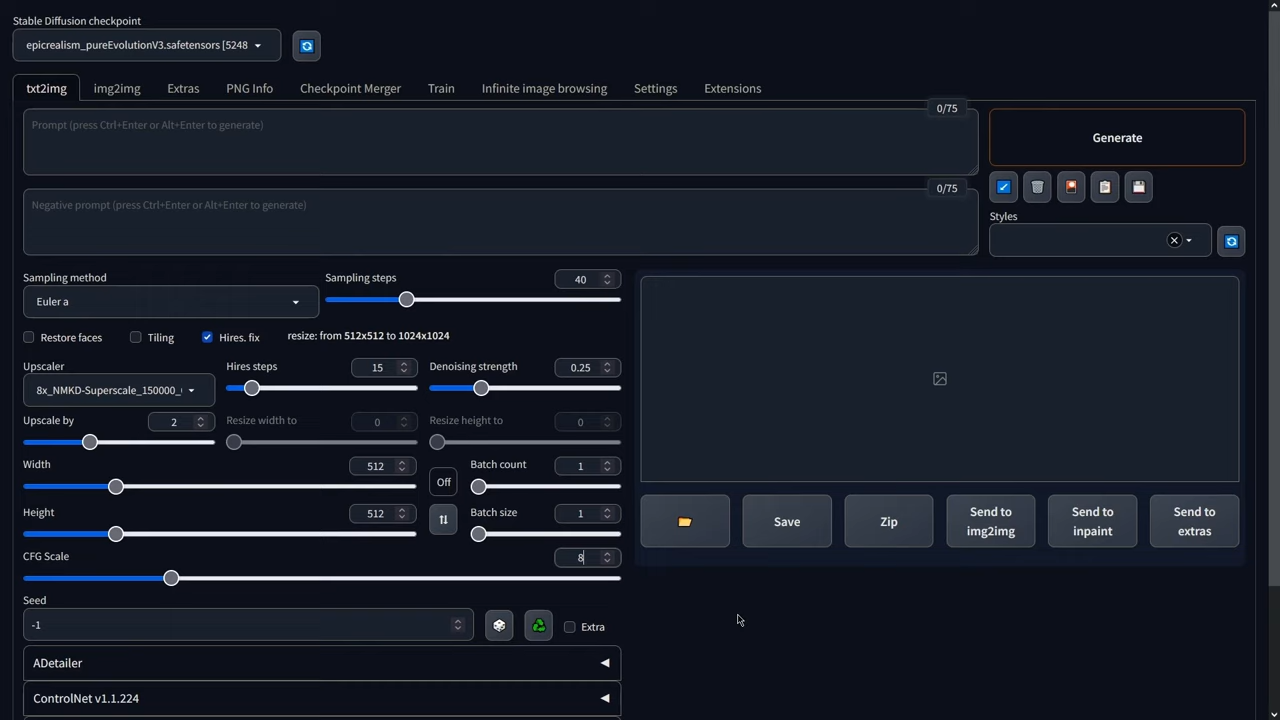 Stable Diffusion checkpoint
epicrealism_pureEvolutionV3.safetensors [5248
txt2img img2img Extras PNG Info Checkpoint Merger Train Infinite image browsing Settings Extensions
0/75
Prompt (press Ctrl+Enter or Alt+Enter to generate)
Generate
0/75
Negative prompt (press Ctrl+Enter or Alt+Enter to generate)
Styles
Sampling method
Euler a
Sampling steps
40
Restore faces Tiling Hires. fix resize: from 512x512 to 1024x1024
Upscaler
8x_NMKD-Superscale_150000_
Hires steps
15
Denoising strength
0.25
Upscale by
2
Resize width to
0
Resize height to
0
Width
512
Off
Batch count
1
Height
512
Batch size
1
CFG Scale
8
Save
Zip
Send to
img2img
Send to
inpaint
Send to
extras
Seed
-1
Extra
ADetailer
ControlNet v1.1.224